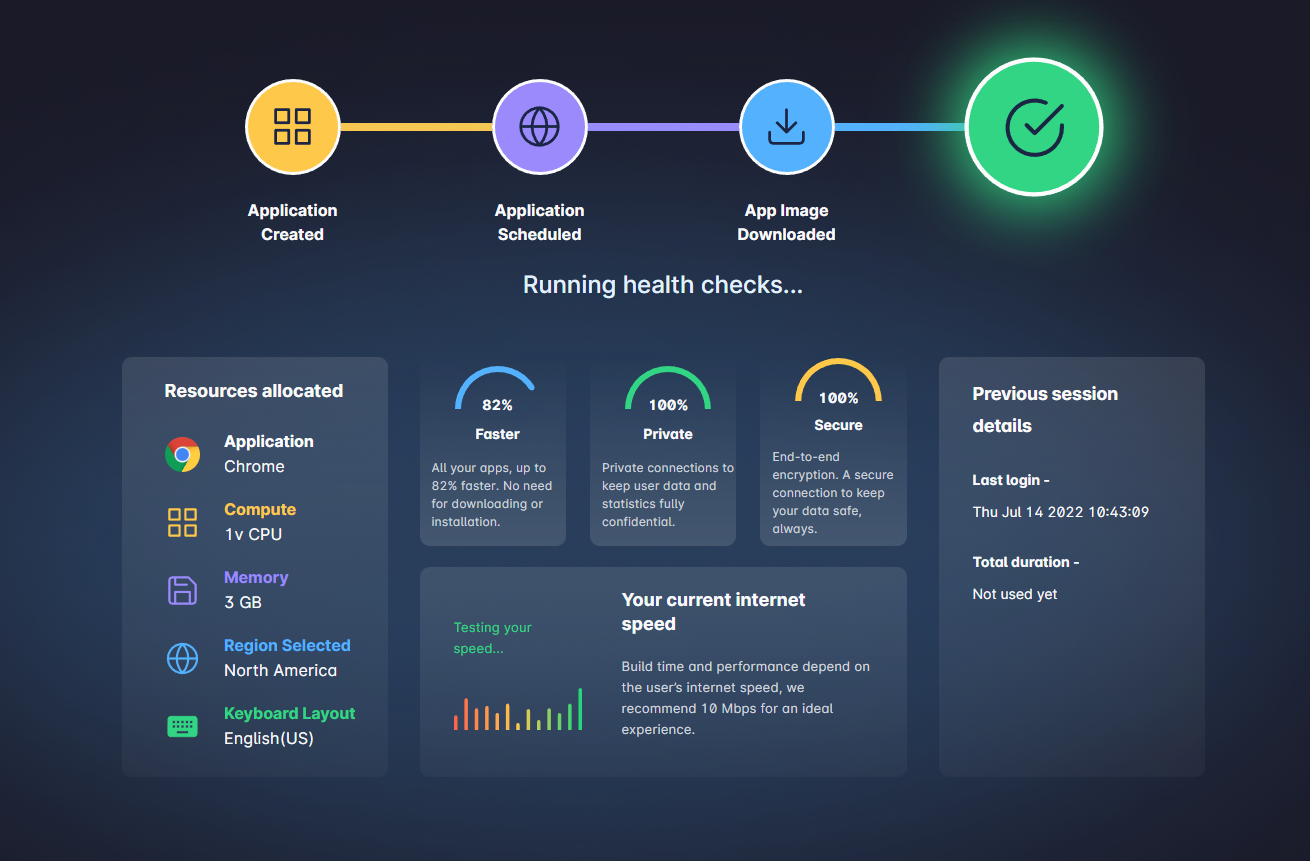 Application
Created
Application
Scheduled
App Image
Downloaded
Running health checks...
Resources allocated
Application
Chrome
Compute
1v CPU
Memory
3 GB
Region Selected
North America
Keyboard Layout
English(US)
82%
Faster
All your apps, up to
82% faster. No need
for downloading or
installation.
100%
Private
Private connections to
keep user data and
statistics fully
confidential.
100%
Secure
End-to-end
encryption. A secure
connection to keep
your data safe,
always.
Testing your
speed...
Your current internet
speed
Build time and performance depend on
the user's internet speed, we
recommend 10 Mbps for an ideal
experience.
Previous session
details
Last login -
Thu Jul 14 2022 10:43:09
Total duration -
Not used yet